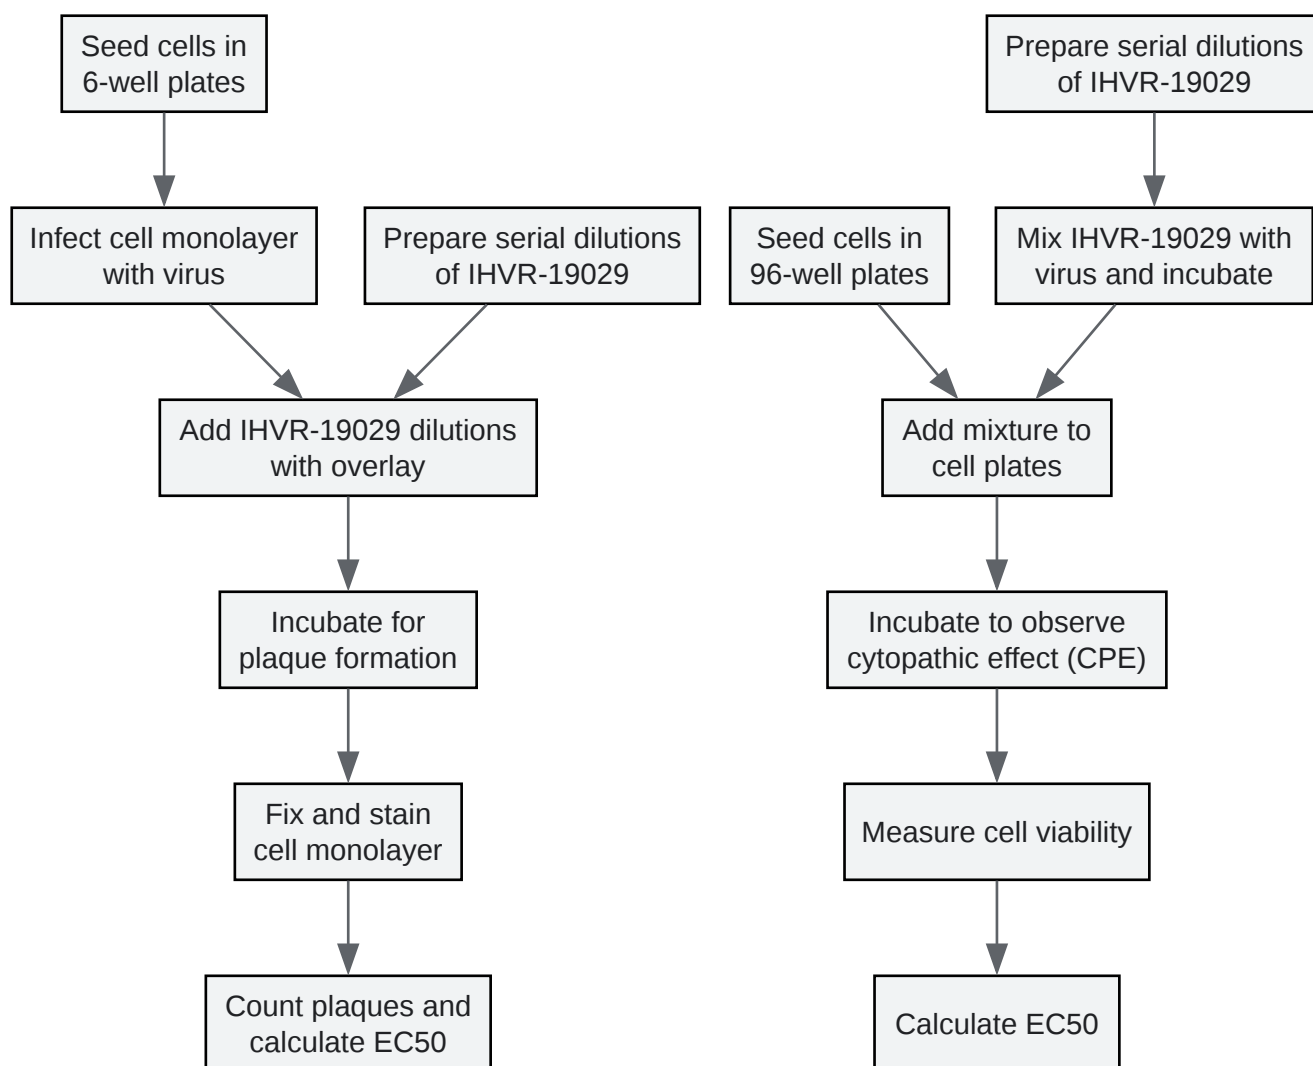 Seed cells in
6-well plates
Prepare serial dilutions
of IHVR-19029
Infect cell monolayer
with virus
Prepare serial dilutions
of IHVR-19029
Seed cells in
96-well plates
Mix IHVR-19029 with
virus and incubate
Add IHVR-19029 dilutions
with overlay
Add mixture to
cell plates
Incubate for
plaque formation
Incubate to observe
cytopathic effect (CPE)
Fix and stain
cell monolayer
Measure cell viability
Count plaques and
calculate EC50
Calculate EC50